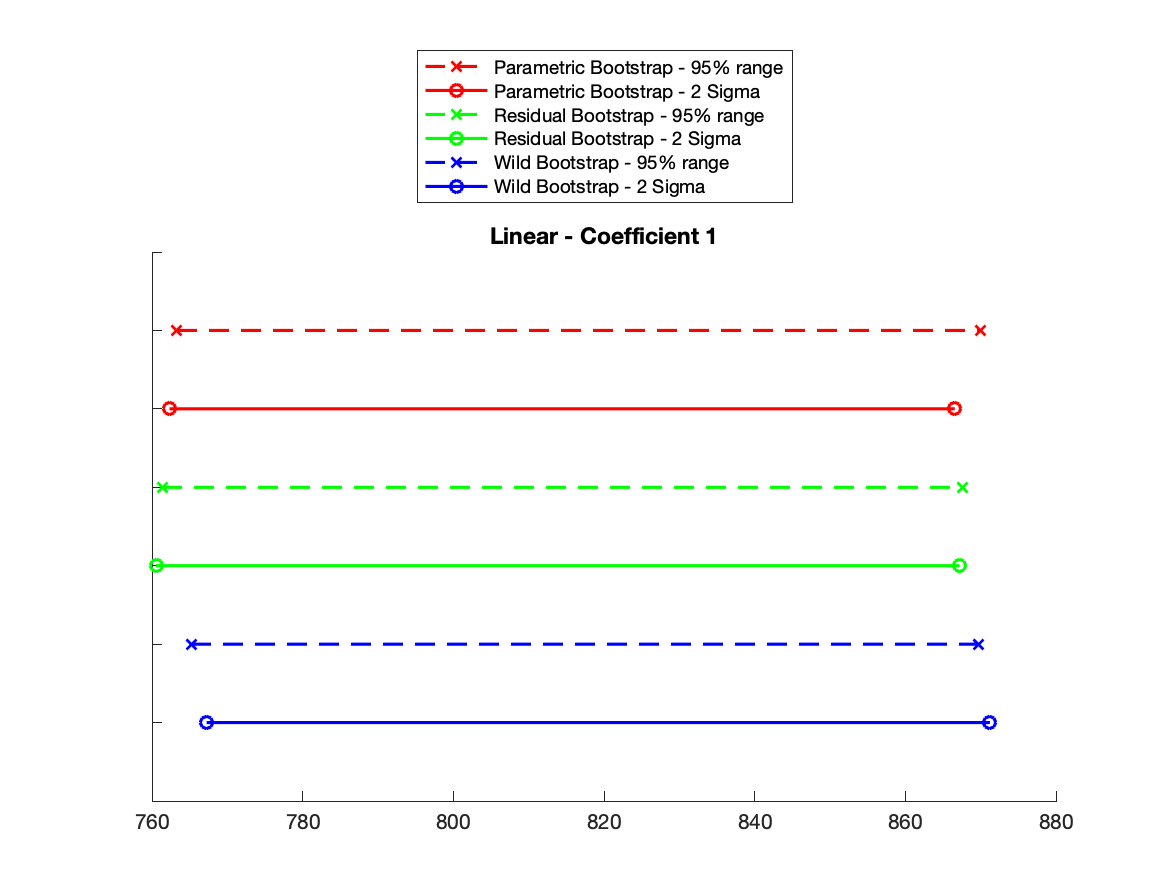 Parametric Bootstrap - 95% range
Parametric Bootstrap - 2 Sigma
Residual Bootstrap - 95% range
Residual Bootstrap - 2 Sigma
Wild Bootstrap - 95% range
Wild Bootstrap - 2 Sigma
Linear - Coefficient 1
760 780 800 820 840 860 880